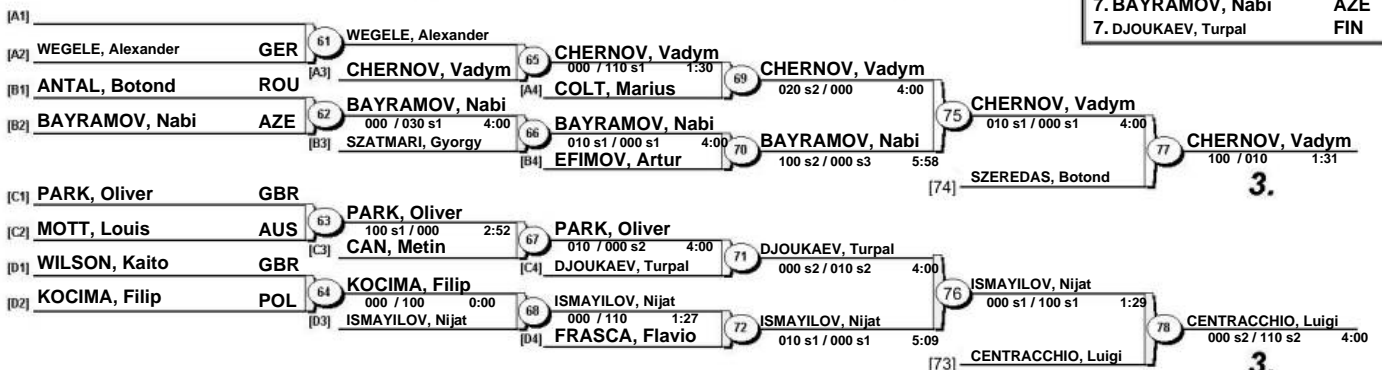 7. BAYRAMOV, Nabi AZE
7. DJOUKAEV, Turpal FIN
[A1]
[A2] WEGELE, Alexander GER
61
WEGELE, Alexander
[A3] CHERNOV, Vadym
65
CHERNOV, Vadym
000 / 110 s1 1:30
[A4] COLT, Marius
69
CHERNOV, Vadym
020 s2 / 000 4:00
[B1] ANTAL, Botond ROU
[B2] BAYRAMOV, Nabi AZE
62
BAYRAMOV, Nabi
000 / 030 s1 4:00
[B3] SZATMARI, Gyorgy
66
BAYRAMOV, Nabi
010 s1 / 000 s1 4:00
[B4] EFIMOV, Artur
70
BAYRAMOV, Nabi
100 s2 / 000 s3 5:58
75
CHERNOV, Vadym
010 s1 / 000 s1 4:00
[74] SZEREDAS, Botond
77
CHERNOV, Vadym
100 / 010 1:31
3.
[C1] PARK, Oliver GBR
[C2] MOTT, Louis AUS
63
PARK, Oliver
100 s1 / 000 2:52
[C3] CAN, Metin
67
PARK, Oliver
010 / 000 s2 4:00
[C4] DJOUKAEV, Turpal
71
DJOUKAEV, Turpal
000 s2 / 010 s2 4:00
[D1] WILSON, Kaito GBR
[D2] KOCIMA, Filip POL
64
KOCIMA, Filip
000 / 100 0:00
[D3] ISMAYILOV, Nijat
68
ISMAYILOV, Nijat
000 / 110 1:27
[D4] FRASCA, Flavio
72
ISMAYILOV, Nijat
010 s1 / 000 s1 5:09
76
ISMAYILOV, Nijat
000 s1 / 100 s1 1:29
[73] CENTRACCHIO, Luigi
78
CENTRACCHIO, Luigi
000 s2 / 110 s2 4:00
3.